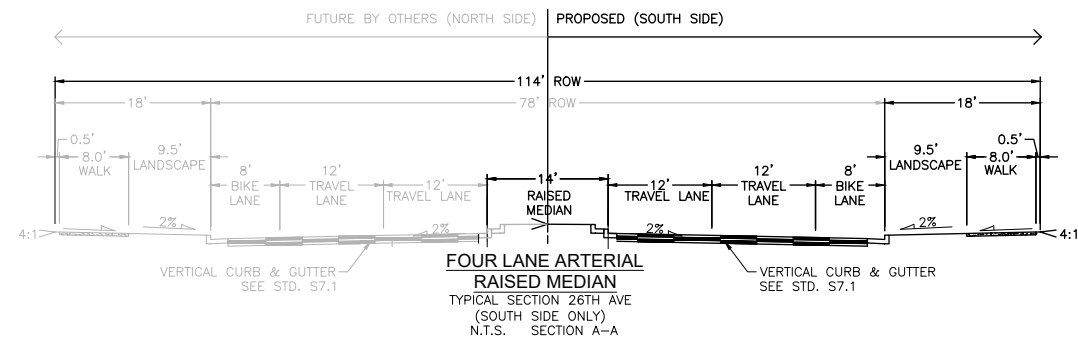 FUTURE BY OTHERS (NORTH SIDE) PROPOSED (SOUTH SIDE)
114' ROW
18' 78' ROW 18'
0.5' 8.0' WALK 9.5' LANDSCAPE 8' BIKE LANE 12' TRAVEL LANE 12' TRAVEL LANE 14' RAISED MEDIAN 12' TRAVEL LANE 12' TRAVEL LANE 8' BIKE LANE 9.5' LANDSCAPE 8.0' WALK 0.5'
4:1 2% 2% 2% 2% 4:1
VERTICAL CURB & GUTTER
SEE STD. S7.1
VERTICAL CURB & GUTTER
SEE STD. S7.1
FOUR LANE ARTERIAL
RAISED MEDIAN
TYPICAL SECTION 26TH AVE
(SOUTH SIDE ONLY)
N.T.S. SECTION A-A